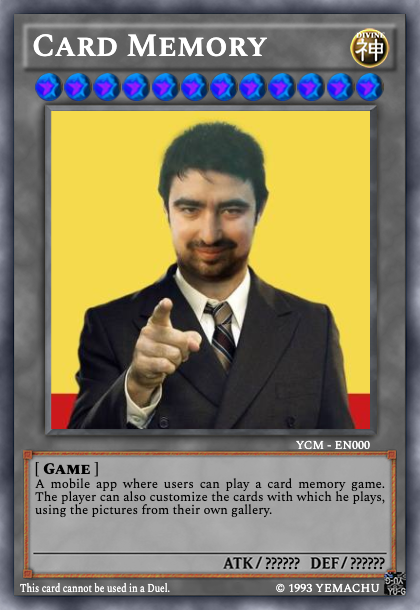 CARD MEMORY
DIVINE
神
YCM - EN000
[ GAME ]
A mobile app where users can play a card memory game.
The player can also customize the cards with which he plays,
using the pictures from their own gallery.
ATK / ?????? DEF / ??????
This card cannot be used in a Duel.
© 1993 YEMACHU